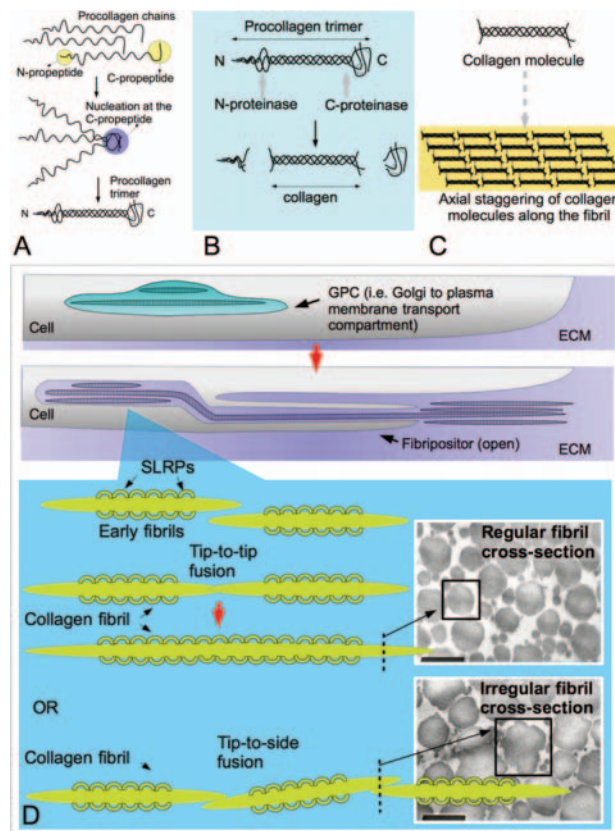 Procollagen chains
N-propeptide
C-propeptide
Nucleation at the
C-propeptide
Procollagen
trimer
N
C
A
Procollagen trimer
N
C
N-proteinase
C-proteinase
collagen
B
Collagen molecule
Axial staggering of collagen
molecules along the fibril
C
GPC (i.e. Golgi to plasma
membrane transport
compartment)
Cell
ECM
Cell
Fibripositor (open)
ECM
SLRPs
Early fibrils
Tip-to-tip
fusion
Collagen fibril
Regular fibril
cross-section
OR
Irregular fibril
cross-section
Collagen fibril
Tip-to-side
fusion
D